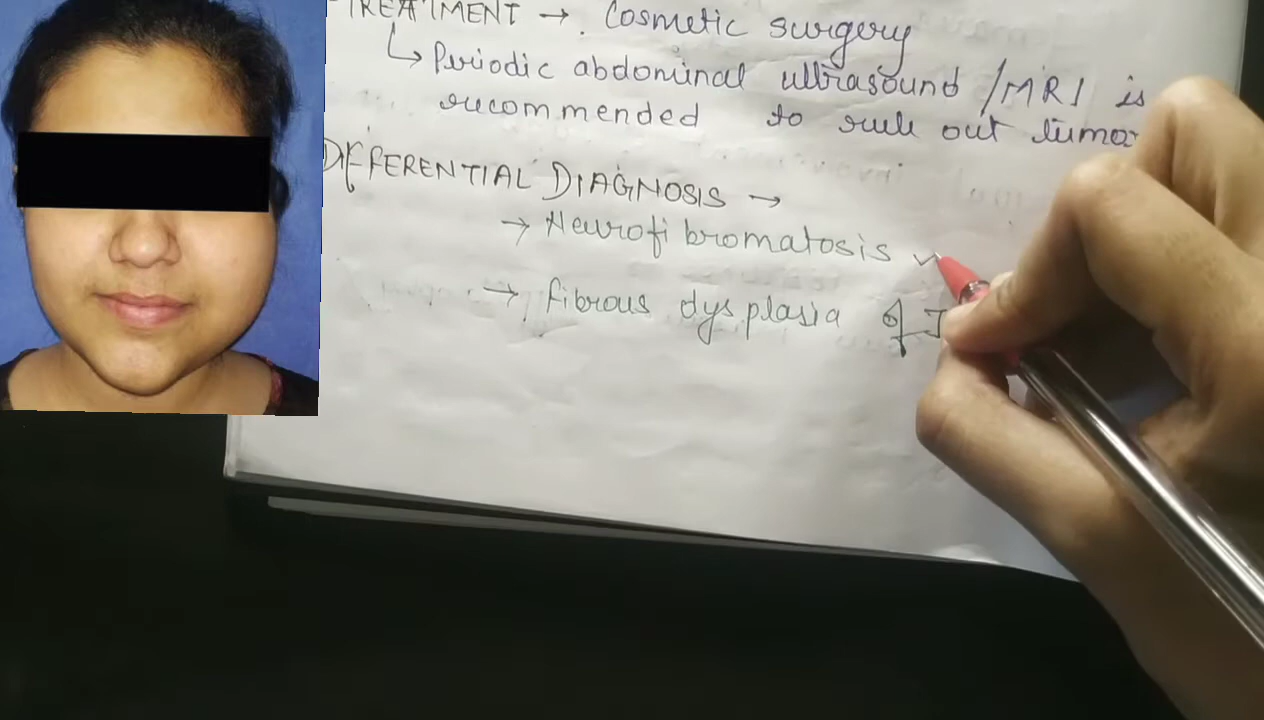 TREATMENT → Cosmetic surgery
↳ Periodic abdominal ultrasound / MRI is
recommended to rule out tumor
DIFFERENTIAL DIAGNOSIS →
→ Neurofibromatosis ✓
→ fibrous dysplasia of